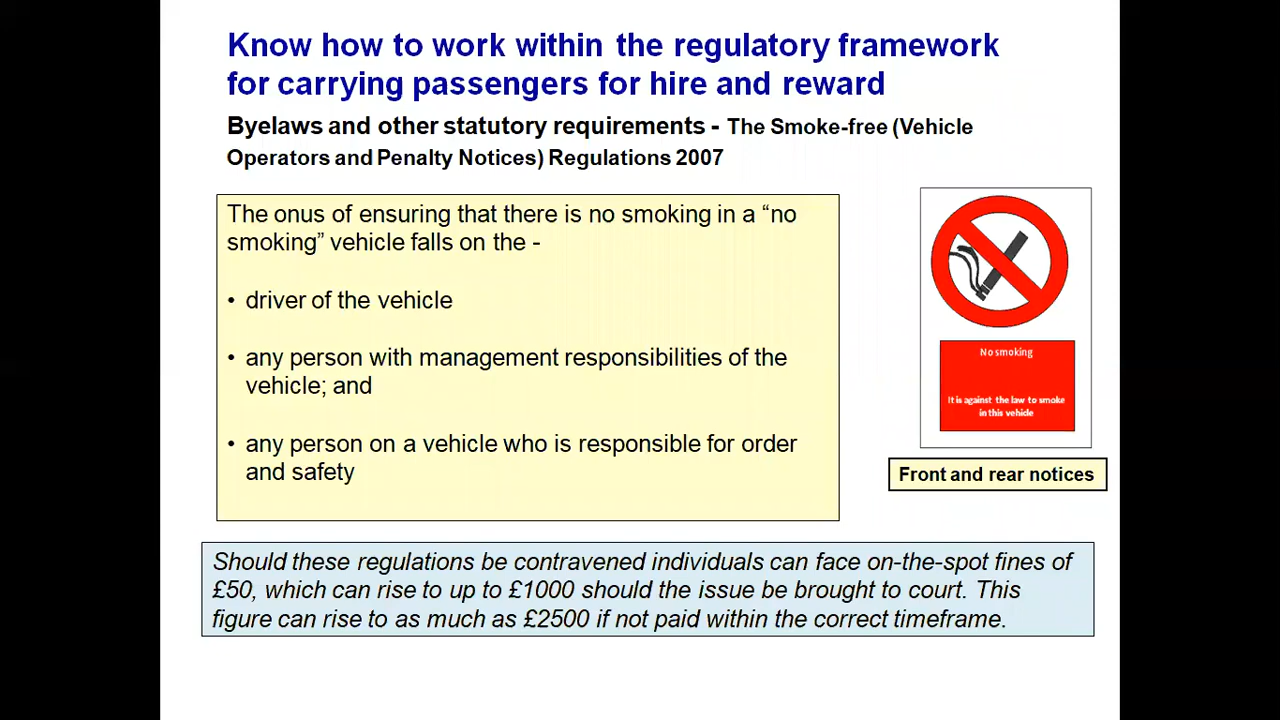 Know how to work within the regulatory framework
for carrying passengers for hire and reward
Byelaws and other statutory requirements - The Smoke-free (Vehicle
Operators and Penalty Notices) Regulations 2007
The onus of ensuring that there is no smoking in a “no
smoking” vehicle falls on the -
• driver of the vehicle
• any person with management responsibilities of the
vehicle; and
• any person on a vehicle who is responsible for order
and safety
No smoking
It is against the law to smoke
in this vehicle
Front and rear notices
Should these regulations be contravened individuals can face on-the-spot fines of
£50, which can rise to up to £1000 should the issue be brought to court. This
figure can rise to as much as £2500 if not paid within the correct timeframe.